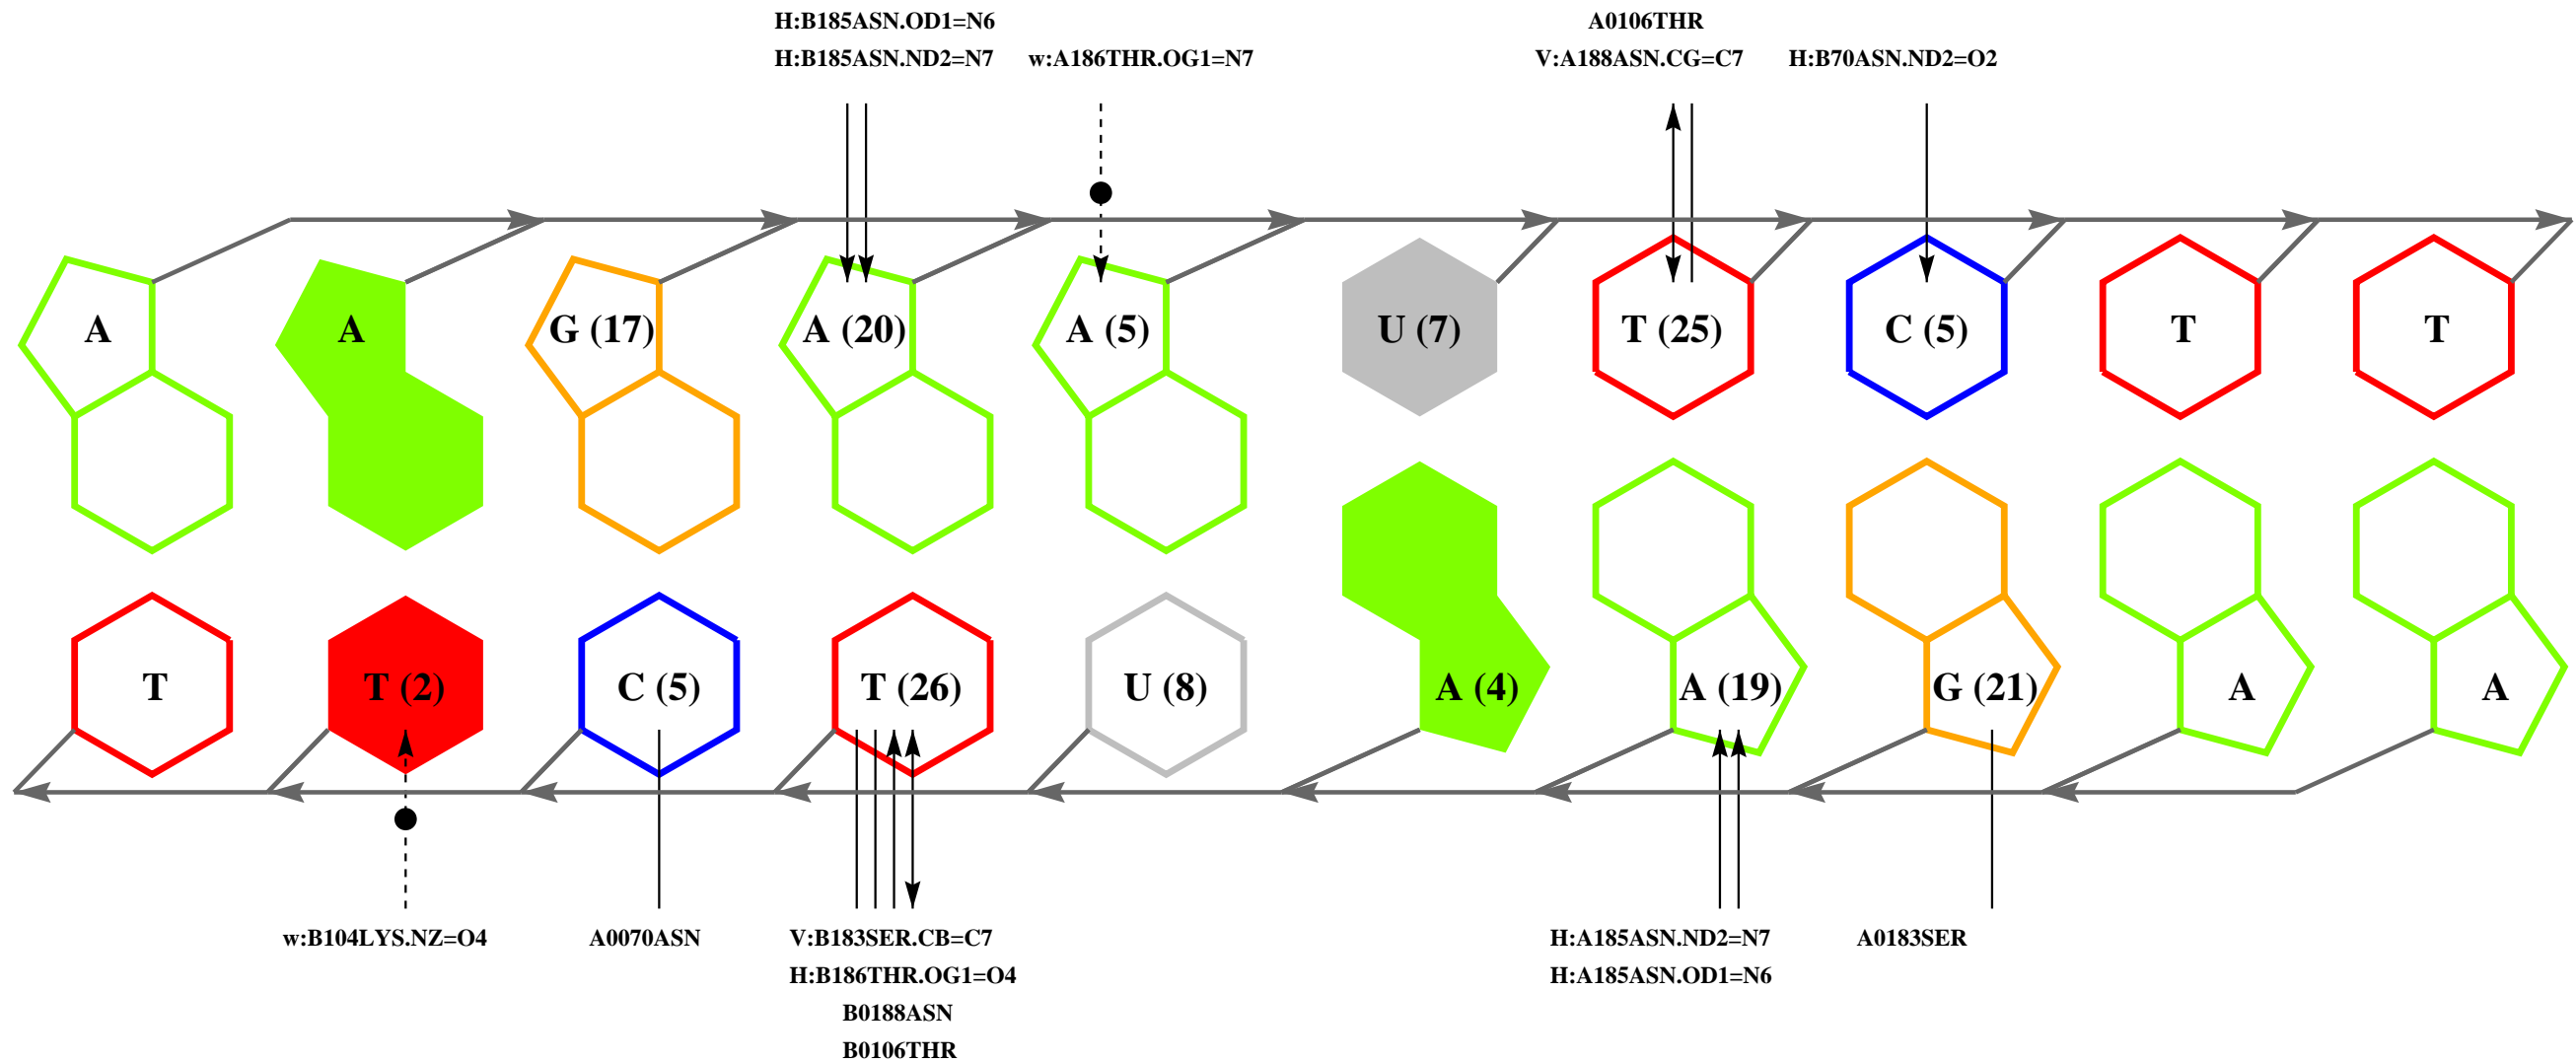 H:B185ASN.OD1=N6
A0106THR
H:B185ASN.ND2=N7
w:A186THR.OG1=N7
V:A188ASN.CG=C7
H:B70ASN.ND2=O2
A
A
G (17)
A (20)
A (5)
U (7)
T (25)
C (5)
T
T
T
T (2)
C (5)
T (26)
U (8)
A (4)
A (19)
G (21)
A
A
w:B104LYS.NZ=O4
A0070ASN
V:B183SER.CB=C7
H:A185ASN.ND2=N7
A0183SER
H:B186THR.OG1=O4
H:A185ASN.OD1=N6
B0188ASN
B0106THR